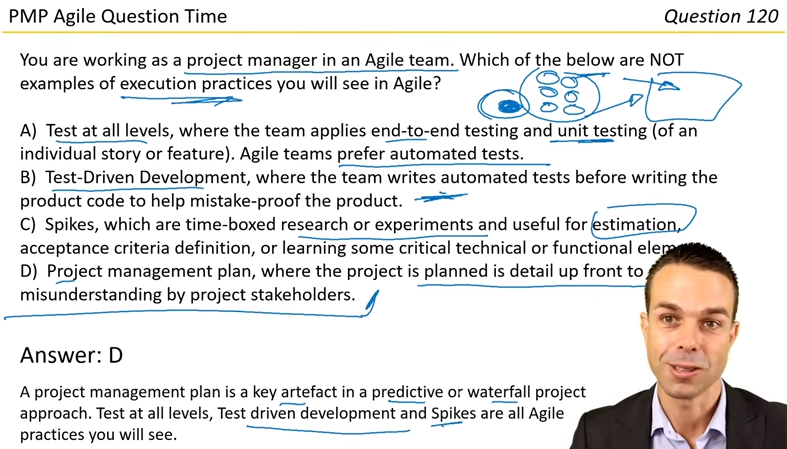 PMP Agile Question Time
Question 120
You are working as a project manager in an Agile team. Which of the below are NOT
examples of execution practices you will see in Agile?
A) Test at all levels, where the team applies end-to-end testing and unit testing (of an
individual story or feature). Agile teams prefer automated tests.
B) Test-Driven Development, where the team writes automated tests before writing the
product code to help mistake-proof the product.
C) Spikes, which are time-boxed research or experiments and useful for estimation,
acceptance criteria definition, or learning some critical technical or functional
D) Project management plan, where the project is planned is detail up front to
misunderstanding by project stakeholders.
Answer: D
A project management plan is a key artefact in a predictive or waterfall project
approach. Test at all levels, Test driven development and Spikes are all Agile
practices you will see.